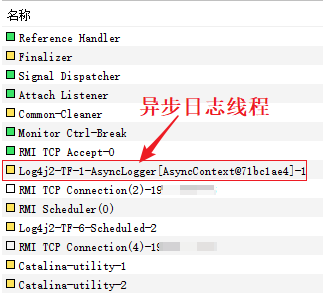 名称
Reference Handler
Finalizer
Signal Dispatcher
Attach Listener
Common-Cleaner
异步日志线程
Monitor Ctrl-Break
RMI TCP Accept-0
Log4j2-TF-1-AsyncLogger[AsyncContext@71bc1ae4]-1
RMI TCP Connection(2)-19
RMI Scheduler(0)
Log4j2-TF-6-Scheduled-2
RMI TCP Connection(4)-19
Catalina-utility-1
Catalina-utility-2